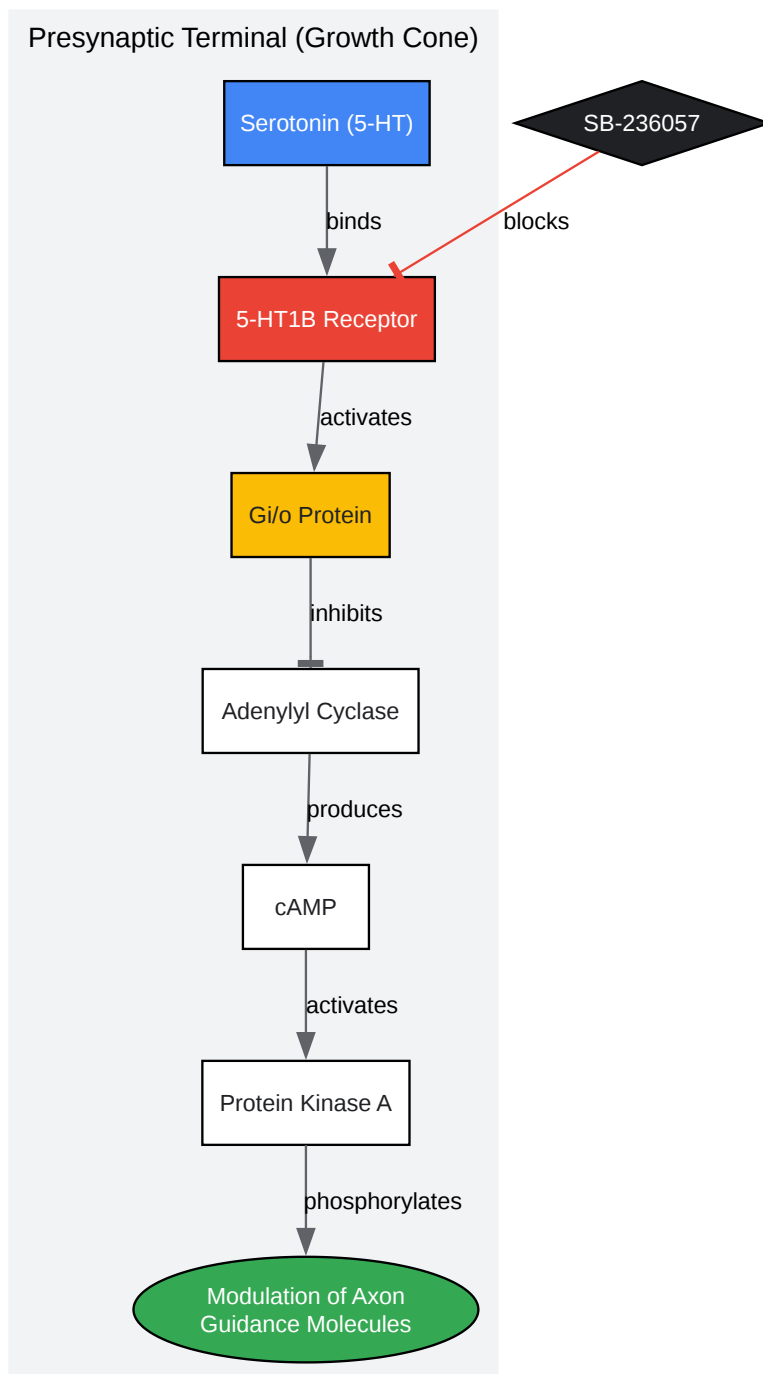 Presynaptic Terminal (Growth Cone)
Serotonin (5-HT)
SB-236057
binds
blocks
5-HT1B Receptor
activates
Gi/o Protein
inhibits
Adenylyl Cyclase
produces
cAMP
activates
Protein Kinase A
phosphorylates
Modulation of Axon
Guidance Molecules